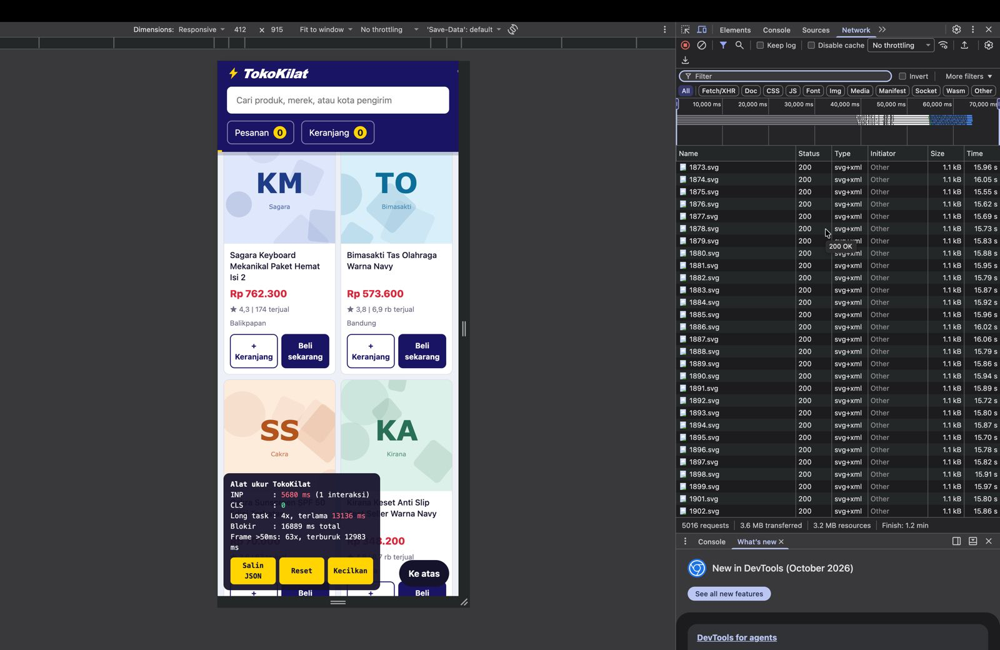 Dimensions: Responsive 412 × 915 Fit to window No throttling 'Save-Data': default
TokoKilat
Cari produk, merek, atau kota pengirim
Pesanan 0 Keranjang 0
KM
Sagara
Sagara Keyboard
Mekanikal Paket Hemat
Isi 2
Rp 762.300
★ 4,3 | 174 terjual
Balikpapan
+
Keranjang
Beli
sekarang
TO
Bimasakti
Bimasakti Tas Olahraga
Warna Navy
Rp 573.600
★ 3,8 | 6,9 rb terjual
Bandung
+
Keranjang
Beli
sekarang
SS
Cakra
KA
Kirana
Kirana Keset Anti Slip
Warna Navy
rb terjual
Alat ukur TokoKilat
INP : 5680 ms (1 interaksi)
CLS : 0
Long task : 4x, terlama 13136 ms
Blokir : 16889 ms total
Frame >50ms: 63x, terburuk 12983
ms
Salin
JSON
Reset
Kecilkan
Ke atas
+
Beli
+
Beli
Elements Console Sources Network
Keep log Disable cache No throttling
Filter Invert More filters
All Fetch/XHR Doc CSS JS Font Img Media Manifest Socket Wasm Other
10,000 ms 20,000 ms 30,000 ms 40,000 ms 50,000 ms 60,000 ms 70,000 ms
Name Status Type Initiator Size Time
1873.svg 200 svg+xml Other 1.1 kB 15.96 s
1874.svg 200 svg+xml Other 1.1 kB 16.05 s
1875.svg 200 svg+xml Other 1.1 kB 15.55 s
1876.svg 200 svg+xml Other 1.1 kB 15.62 s
1877.svg 200 svg+xml Other 1.1 kB 15.69 s
1878.svg 200 svg+xml Other 1.1 kB 15.73 s
1879.svg 200 svg+xml Other 1.1 kB 15.83 s
200 OK
1880.svg 200 svg+xml Other 1.1 kB 15.88 s
1881.svg 200 svg+xml Other 1.1 kB 15.95 s
1882.svg 200 svg+xml Other 1.1 kB 15.79 s
1883.svg 200 svg+xml Other 1.1 kB 15.87 s
1884.svg 200 svg+xml Other 1.1 kB 15.92 s
1885.svg 200 svg+xml Other 1.1 kB 15.96 s
1886.svg 200 svg+xml Other 1.1 kB 16.02 s
1887.svg 200 svg+xml Other 1.1 kB 16.06 s
1888.svg 200 svg+xml Other 1.1 kB 15.79 s
1889.svg 200 svg+xml Other 1.1 kB 15.86 s
1890.svg 200 svg+xml Other 1.1 kB 15.94 s
1891.svg 200 svg+xml Other 1.1 kB 15.89 s
1892.svg 200 svg+xml Other 1.1 kB 15.72 s
1893.svg 200 svg+xml Other 1.1 kB 15.80 s
1894.svg 200 svg+xml Other 1.1 kB 15.87 s
1895.svg 200 svg+xml Other 1.1 kB 15.70 s
1896.svg 200 svg+xml Other 1.1 kB 15.78 s
1897.svg 200 svg+xml Other 1.1 kB 15.82 s
1898.svg 200 svg+xml Other 1.1 kB 15.91 s
1899.svg 200 svg+xml Other 1.1 kB 15.97 s
1901.svg 200 svg+xml Other 1.1 kB 15.80 s
1902.svg 200 svg+xml Other 1.1 kB 15.86 s
5016 requests 3.6 MB transferred 3.2 MB resources Finish: 1.2 min
Console What's new
New in DevTools (October 2026)
See all new features
DevTools for agents